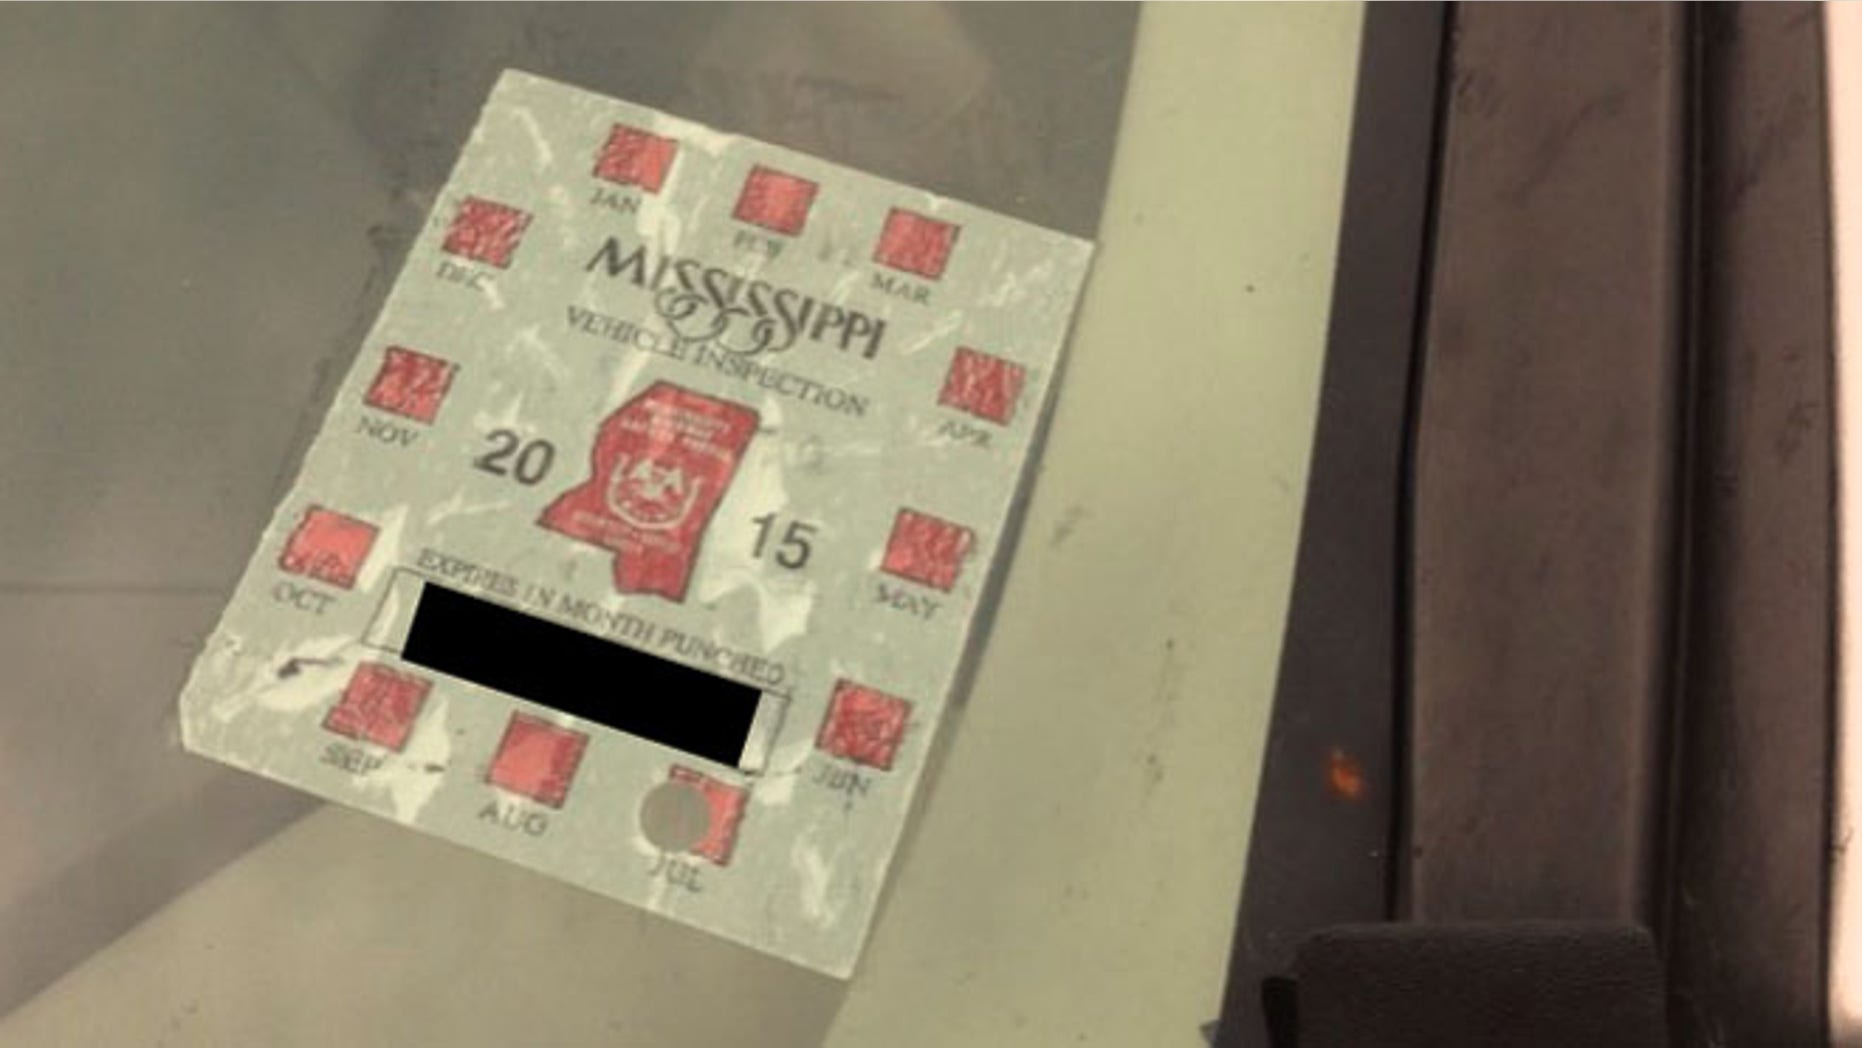 JAN
FEB
MAR
DEC
MISSISSIPPI
VEHICLE INSPECTION
APR
NOV
20
15
MAY
OCT
EXPIRES IN MONTH PUNCHED
JUN
SEP
AUG
JUL